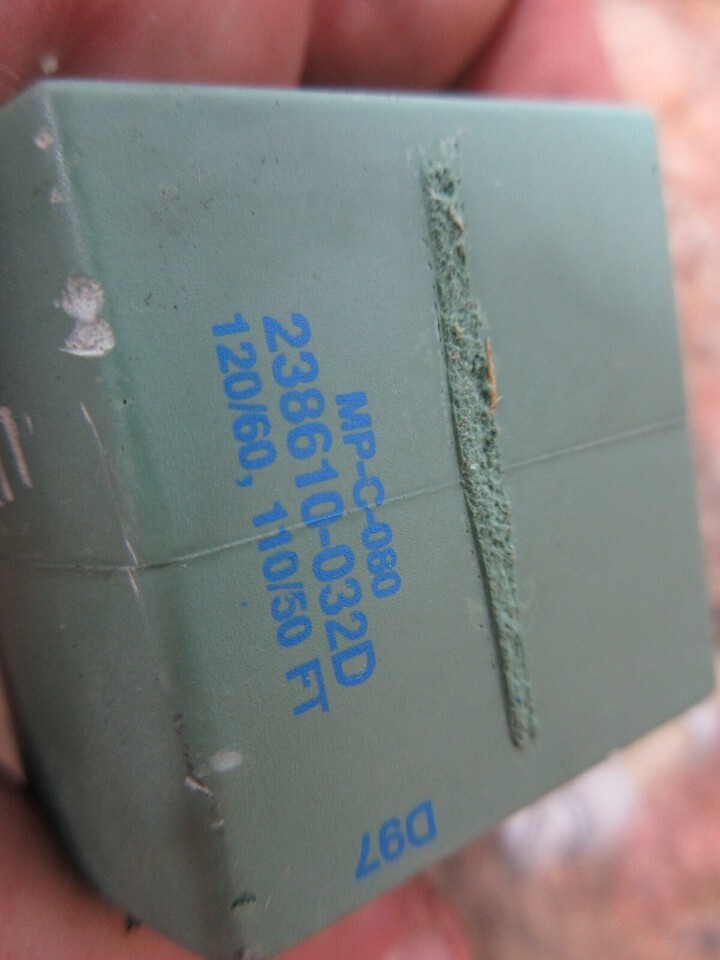 MP-C-080
238610-032D
120/60, 110/50 FT
D97